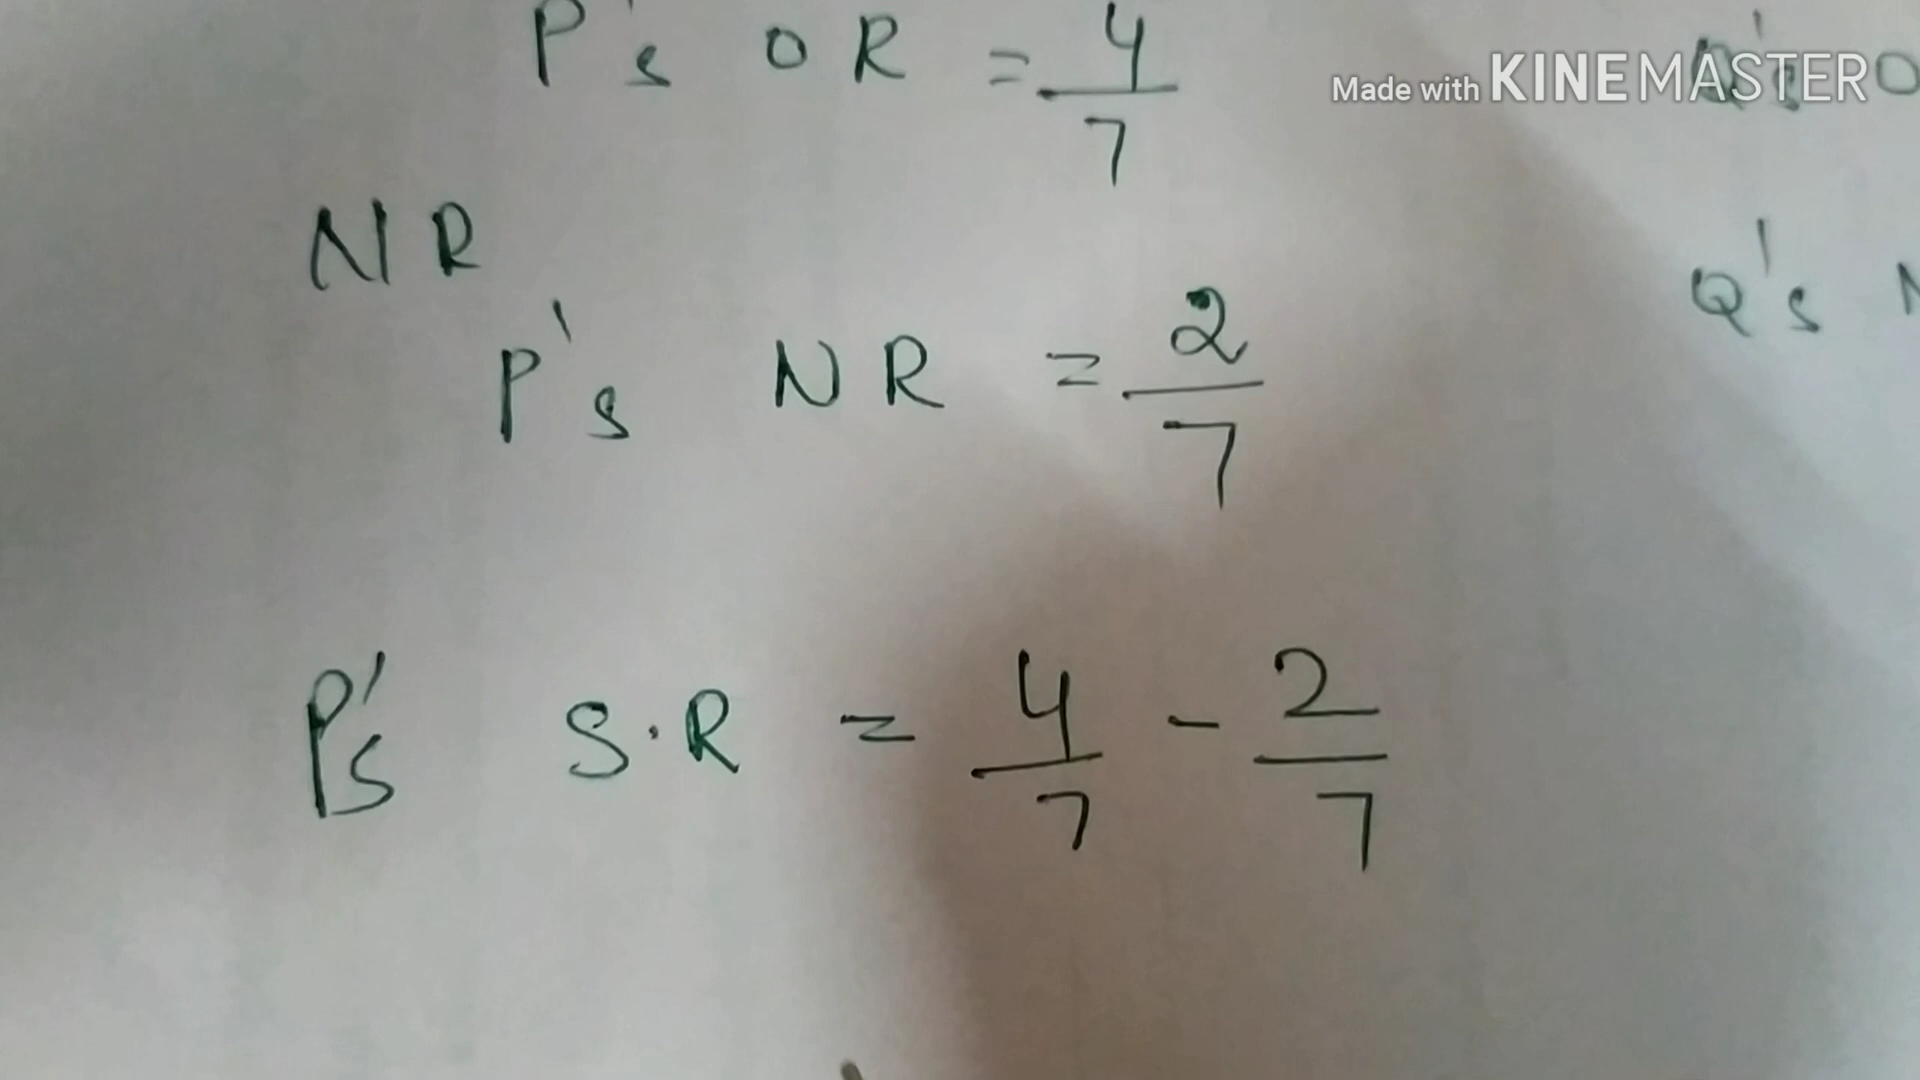 P's OR = 4/7 Q's O
Made with KINEMASTER
NR
P's NR = 2/7 Q's N
P's S.R = 4/7 - 2/7